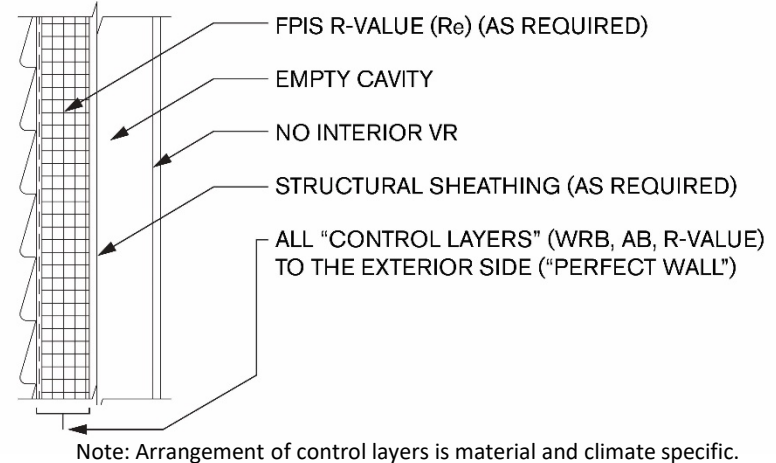 FPIS R-VALUE (Re) (AS REQUIRED)
EMPTY CAVITY
NO INTERIOR VR
STRUCTURAL SHEATHING (AS REQUIRED)
ALL “CONTROL LAYERS” (WRB, AB, R-VALUE)
TO THE EXTERIOR SIDE (“PERFECT WALL”)
Note: Arrangement of control layers is material and climate specific.